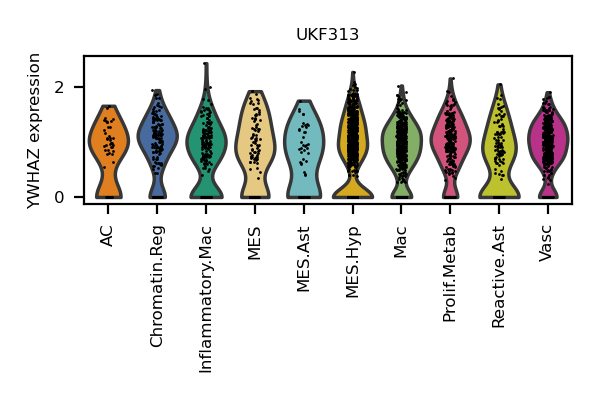 UKF313
YWHAZ expression
2
0
AC
Chromatin.Reg
Inflammatory.Mac
MES
MES.Ast
MES.Hyp
Mac
Prolif.Metab
Reactive.Ast
Vasc